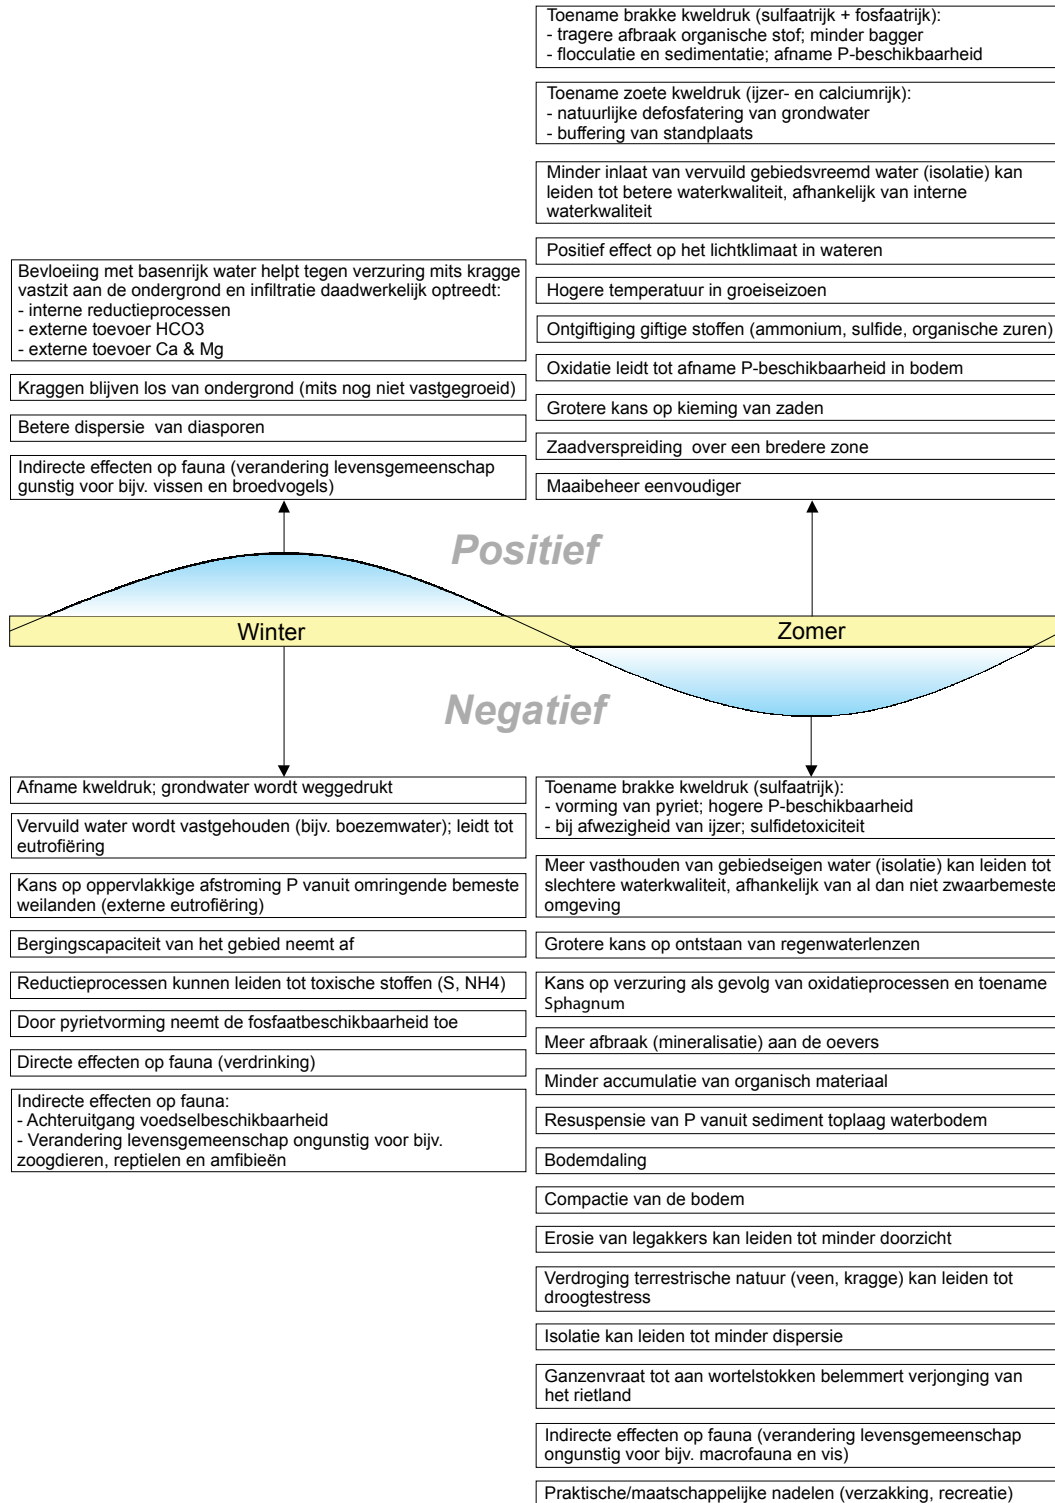 Toename brakke kweldruk (sulfaatrijk + fosfaatrijk):
- tragere afbraak organische stof; minder bagger
- flocculatie en sedimentatie; afname P-beschikbaarheid
Toename zoete kweldruk (ijzer- en calciumrijk):
- natuurlijke defosfatering van grondwater
- buffering van standplaats
Minder inlaat van vervuild gebiedsvreemd water (isolatie) kan
leiden tot betere waterkwaliteit, afhankelijk van interne
waterkwaliteit
Positief effect op het lichtklimaat in wateren
Hogere temperatuur in groeiseizoen
Ontgiftiging giftige stoffen (ammonium, sulfide, organische zuren)
Oxidatie leidt tot afname P-beschikbaarheid in bodem
Grotere kans op kieming van zaden
Zaadverspreiding over een bredere zone
Maaibeheer eenvoudiger
Bevloeiing met basenrijk water helpt tegen verzuring mits kragge
vastzit aan de ondergrond en infiltratie daadwerkelijk optreedt:
- interne reductieprocessen
- externe toevoer HCO3
- externe toevoer Ca & Mg
Kraggen blijven los van ondergrond (mits nog niet vastgegroeid)
Betere dispersie van diasporen
Indirecte effecten op fauna (verandering levensgemeenschap
gunstig voor bijv. vissen en broedvogels)
Positief
Winter
Zomer
Negatief
Afname kweldruk; grondwater wordt weggedrukt
Vervuild water wordt vastgehouden (bijv. boezemwater); leidt tot
eutrofiëring
Kans op oppervlakkige afstroming P vanuit omringende bemeste
weilanden (externe eutrofiëring)
Bergingscapaciteit van het gebied neemt af
Reductieprocessen kunnen leiden tot toxische stoffen (S, NH4)
Door pyrietvorming neemt de fosfaatbeschikbaarheid toe
Directe effecten op fauna (verdrinking)
Indirecte effecten op fauna:
- Achteruitgang voedselbeschikbaarheid
- Verandering levensgemeenschap ongunstig voor bijv.
zoogdieren, reptielen en amfibieën
Toename brakke kweldruk (sulfaatrijk):
- vorming van pyriet; hogere P-beschikbaarheid
- bij afwezigheid van ijzer; sulfidetoxiciteit
Meer vasthouden van gebiedseigen water (isolatie) kan leiden tot
slechtere waterkwaliteit, afhankelijk van al dan niet zwaarbemeste
omgeving
Grotere kans op ontstaan van regenwaterlenzen
Kans op verzuring als gevolg van oxidatieprocessen en toename
Sphagnum
Meer afbraak (mineralisatie) aan de oevers
Minder accumulatie van organisch materiaal
Resuspensie van P vanuit sediment toplaag waterbodem
Bodemdaling
Compactie van de bodem
Erosie van legakkers kan leiden tot minder doorzicht
Verdroging terrestrische natuur (veen, kragge) kan leiden tot
droogtestress
Isolatie kan leiden tot minder dispersie
Ganzenvraat tot aan wortelstokken belemmert verjonging van
het rietland
Indirecte effecten op fauna (verandering levensgemeenschap
ongunstig voor bijv. macrofauna en vis)
Praktische/maatschappelijke nadelen (verzakking, recreatie)